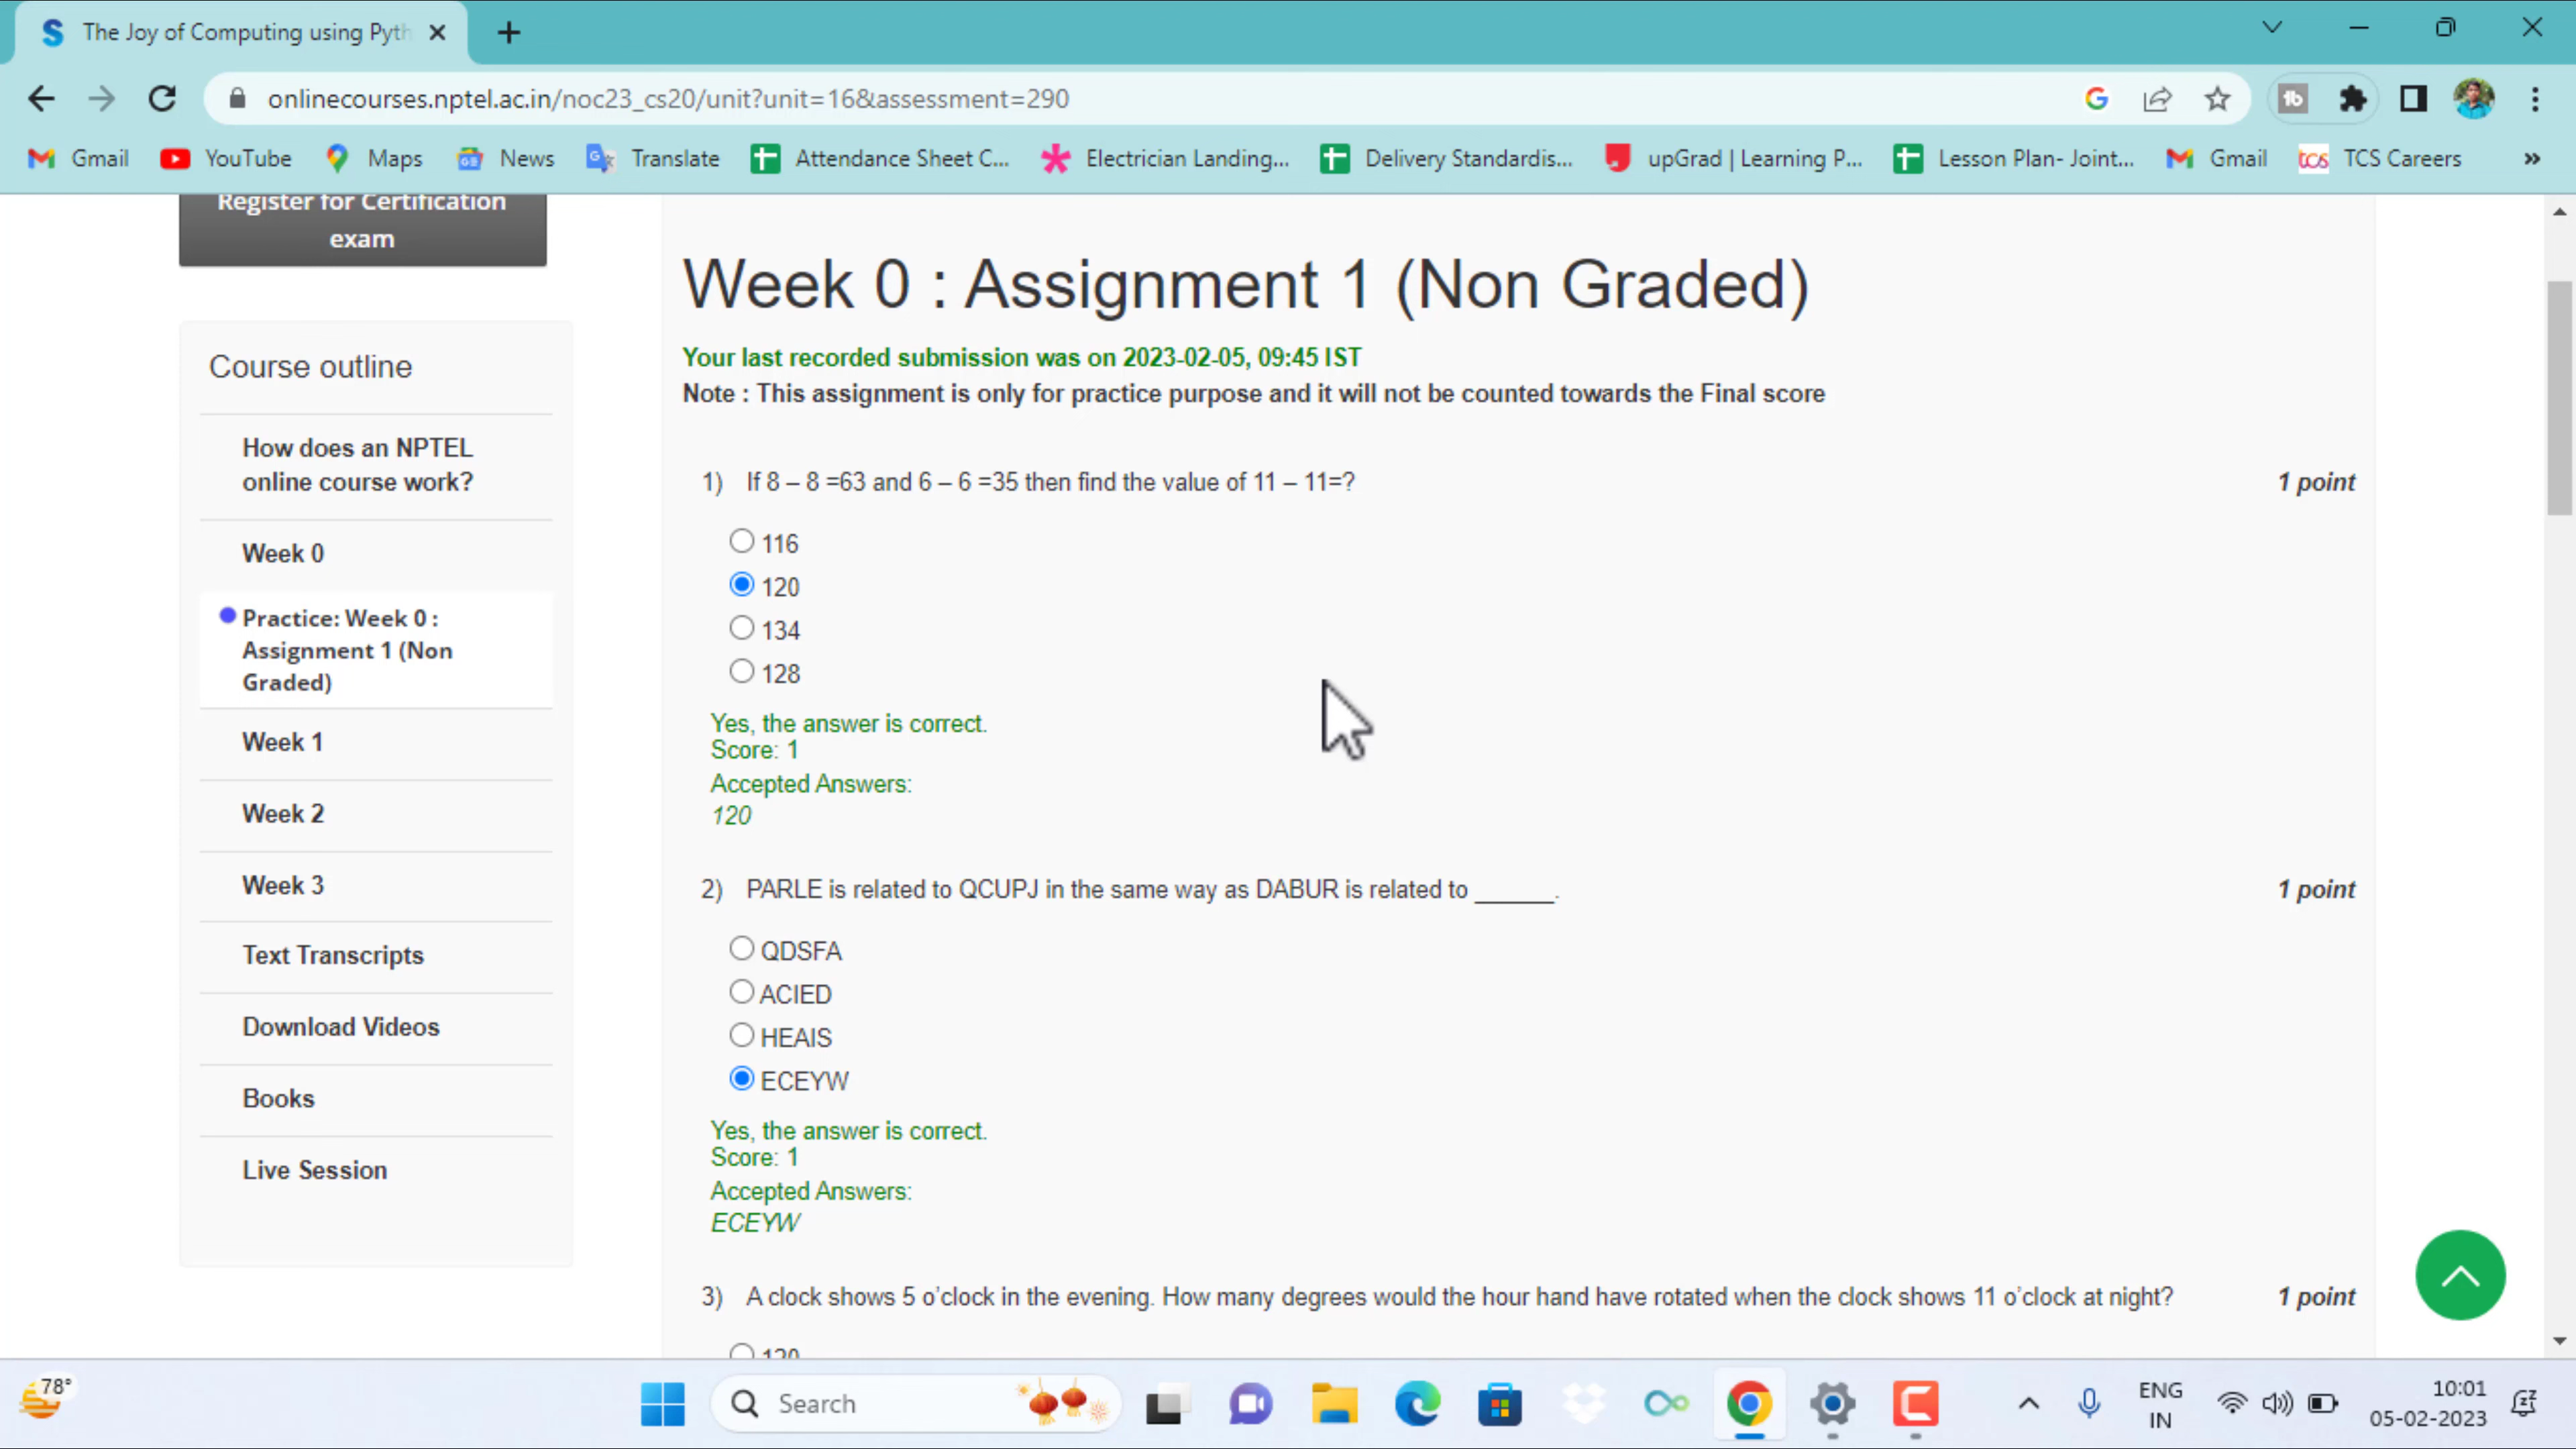 The Joy of Computing using Pyth
onlinecourses.nptel.ac.in/noc23_cs20/unit?unit=16&assessment=290
Gmail YouTube Maps News Translate Attendance Sheet C... Electrician Landing... Delivery Standardis... upGrad | Learning P... Lesson Plan- Joint... Gmail tcs TCS Careers »
Register for Certification
exam
Course outline
How does an NPTEL
online course work?
Week 0
Practice: Week 0 :
Assignment 1 (Non
Graded)
Week 1
Week 2
Week 3
Text Transcripts
Download Videos
Books
Live Session
Week 0 : Assignment 1 (Non Graded)
Your last recorded submission was on 2023-02-05, 09:45 IST
Note : This assignment is only for practice purpose and it will not be counted towards the Final score
1) If 8 – 8 =63 and 6 – 6 =35 then find the value of 11 – 11=? 1 point
116
120
134
128
Yes, the answer is correct.
Score: 1
Accepted Answers:
120
2) PARLE is related to QCUPJ in the same way as DABUR is related to ______. 1 point
QDSFA
ACIED
HEAIS
ECEYW
Yes, the answer is correct.
Score: 1
Accepted Answers:
ECEYW
3) A clock shows 5 o’clock in the evening. How many degrees would the hour hand have rotated when the clock shows 11 o’clock at night? 1 point
120
78°
Search
ENG
IN
10:01
05-02-2023